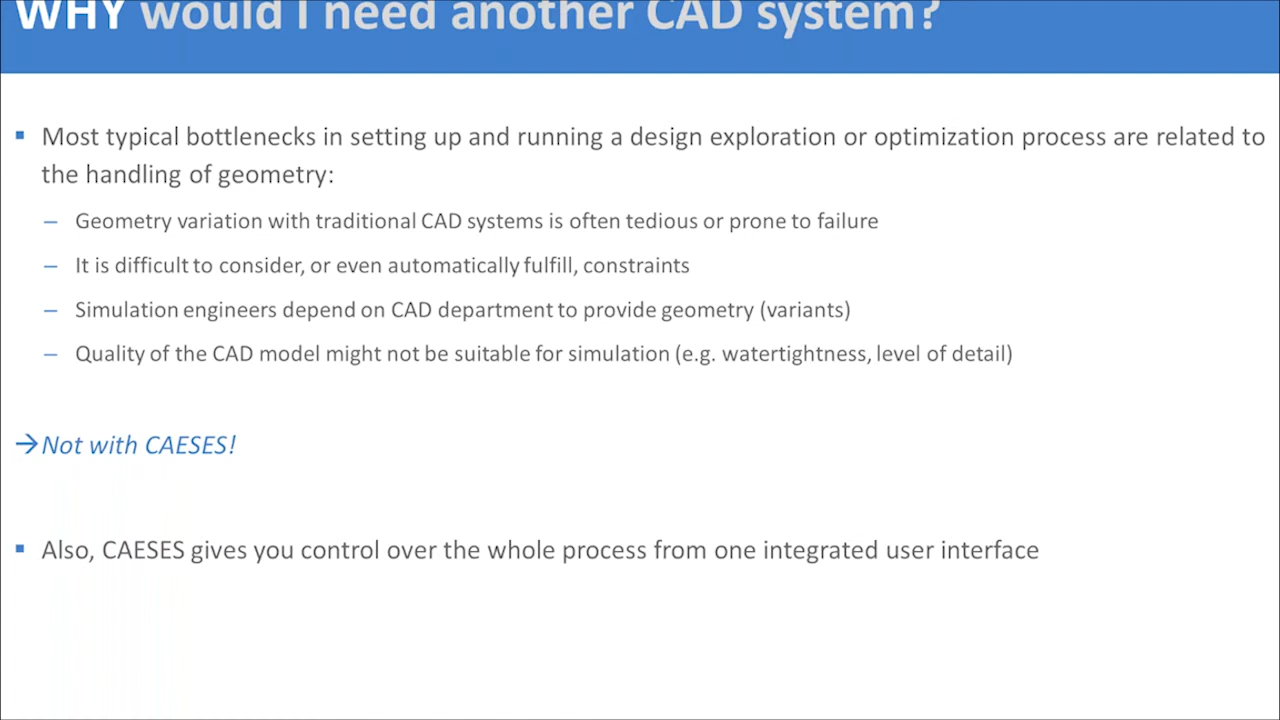 WHY would I need another CAD system?
▪ Most typical bottlenecks in setting up and running a design exploration or optimization process are related to
the handling of geometry:
– Geometry variation with traditional CAD systems is often tedious or prone to failure
– It is difficult to consider, or even automatically fulfill, constraints
– Simulation engineers depend on CAD department to provide geometry (variants)
– Quality of the CAD model might not be suitable for simulation (e.g. watertightness, level of detail)
→ Not with CAESES!
▪ Also, CAESES gives you control over the whole process from one integrated user interface